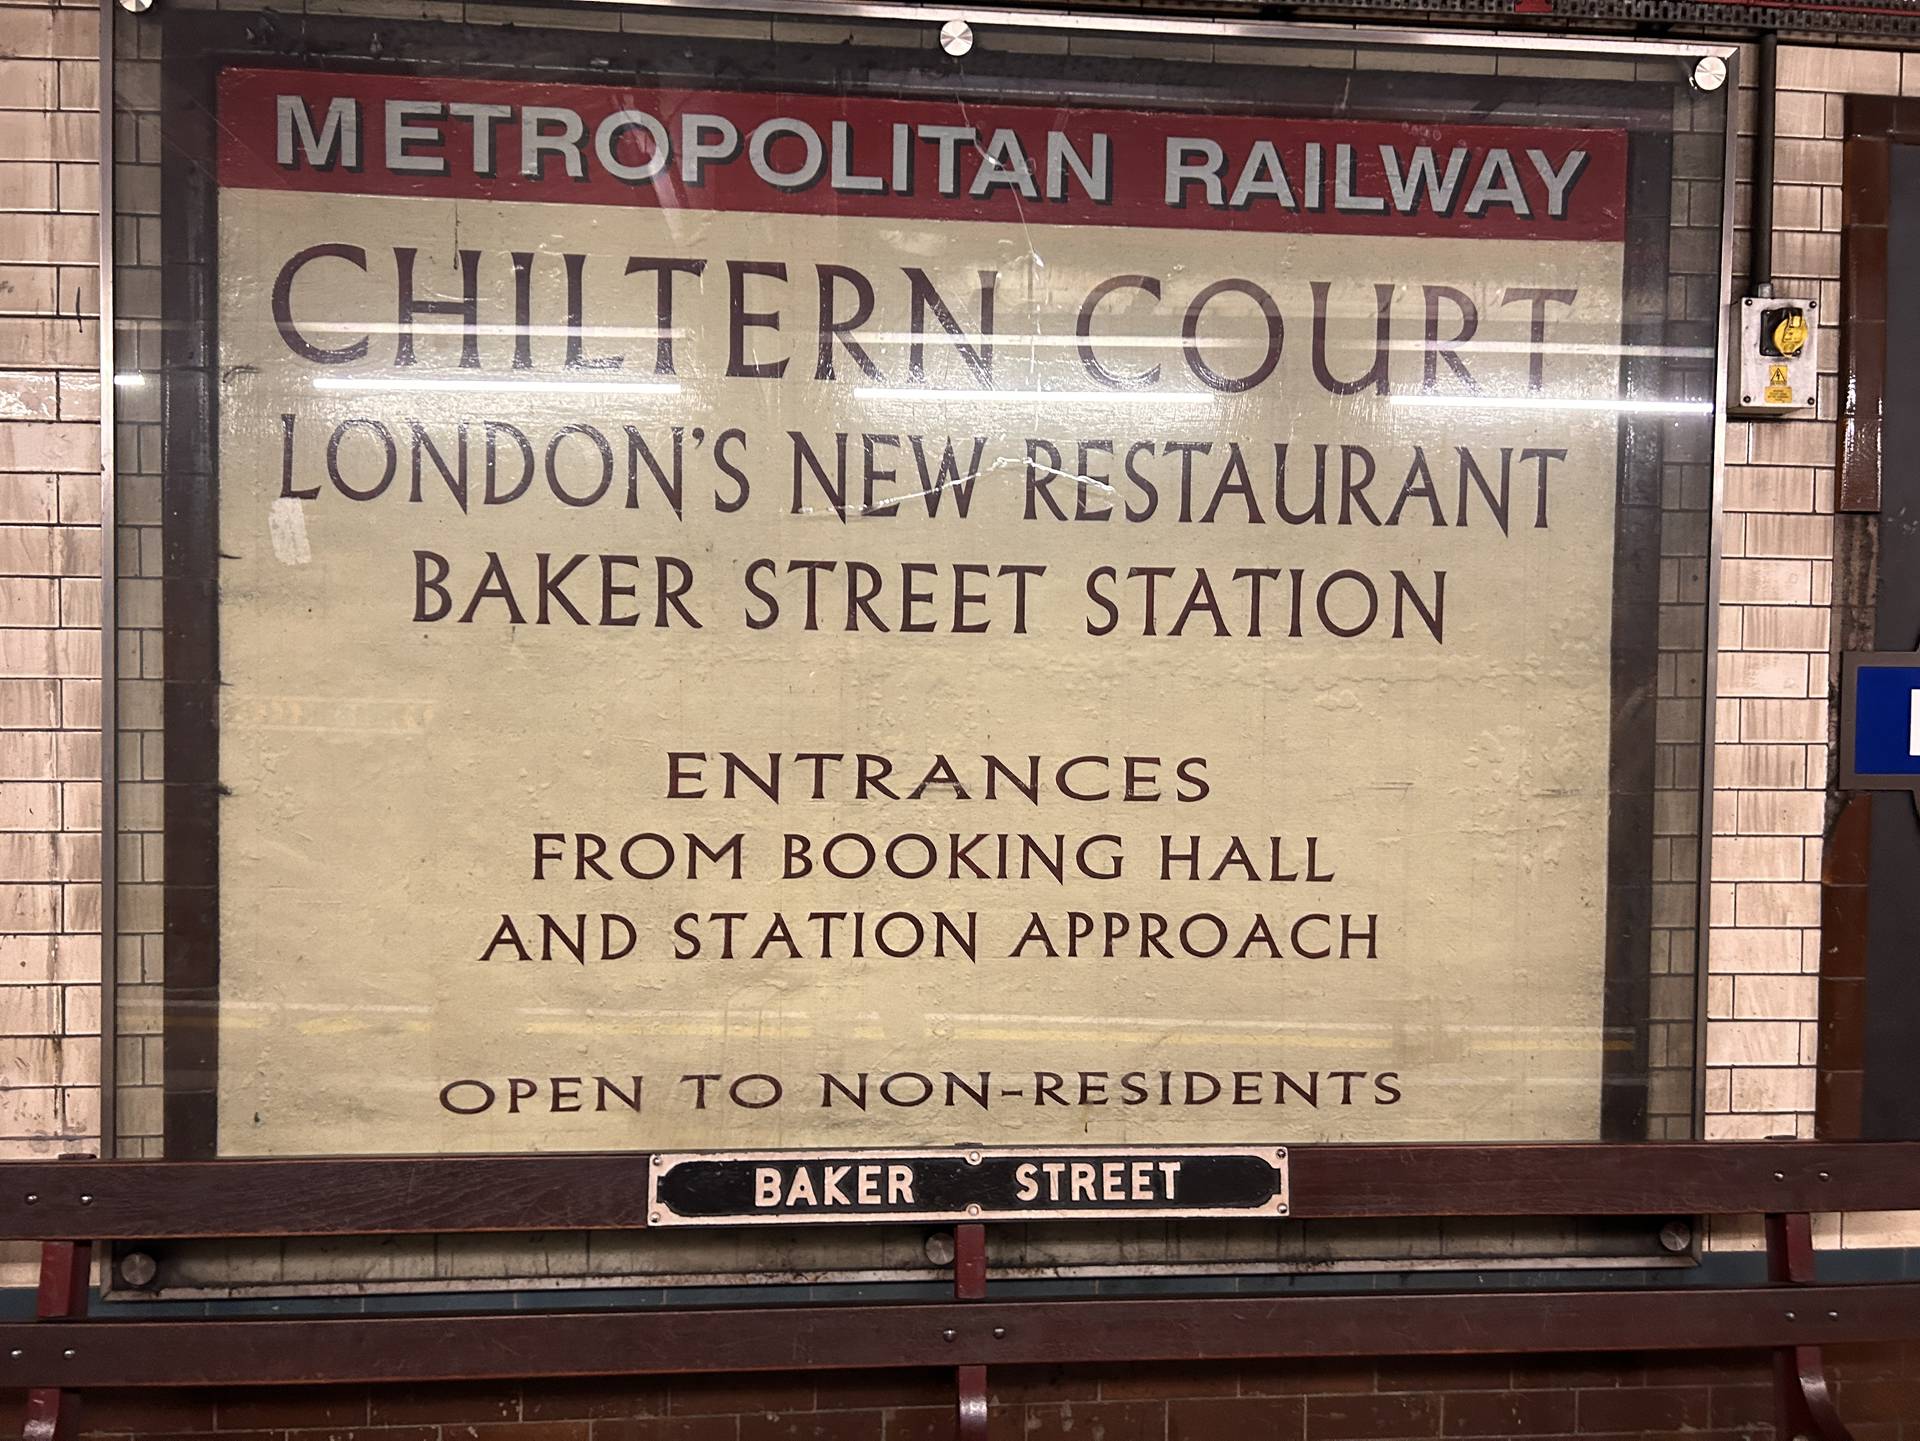 METROPOLITAN RAILWAY
CHILTERN COURT
LONDON'S NEW RESTAURANT
BAKER STREET STATION
ENTRANCES
FROM BOOKING HALL
AND STATION APPROACH
OPEN TO NON-RESIDENTS
BAKER STREET